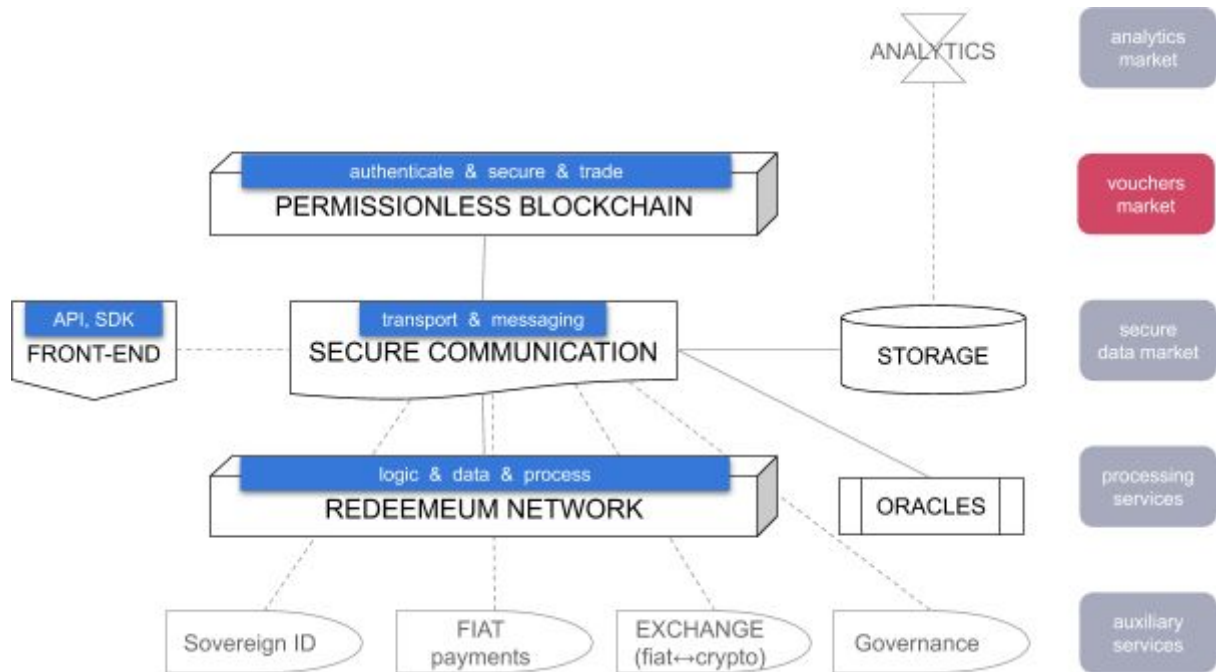 ANALYTICS
analytics
market
authenticate & secure & trade
PERMISSIONLESS BLOCKCHAIN
vouchers
market
API, SDK
FRONT-END
transport & messaging
SECURE COMMUNICATION
STORAGE
secure
data market
logic & data & process
REDEEMEUM NETWORK
ORACLES
processing
services
Sovereign ID
FIAT
payments
EXCHANGE
(fiat↔crypto)
Governance
auxiliary
services